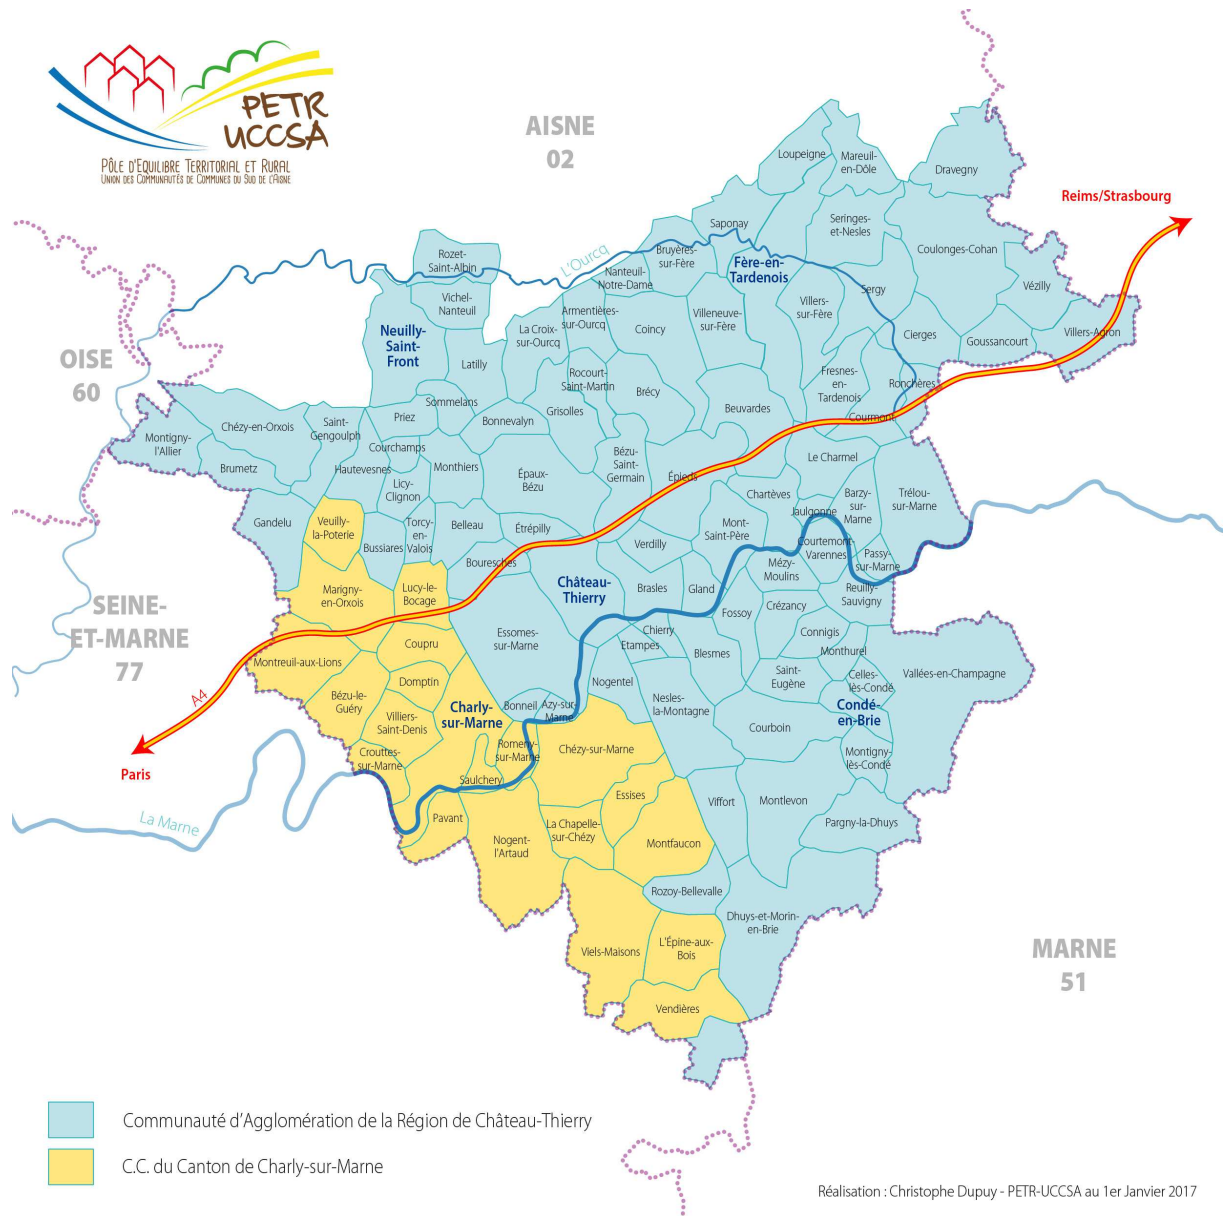 PETR
UCCSA
PÔLE D'EQUILIBRE TERRITORIAL ET RURAL
UNION DES COMMUNAUTÉS DE COMMUNES DU SUD DE L'AISNE
AISNE
02
Loupeigne
Mareuil-
en-Dôle
Dravegny
Reims/Strasbourg
Saponay
Seringes-
et-Nesles
Coulonges-Cohan
Rozet-
Saint-Albin
L'Ourcq
Bruyères-
sur-Fère
Fère-en-
Tardenois
Nanteuil-
Notre-Dame
Sergy
Vézilly
Vichel-
Nanteuil
Armentières-
sur-Ourcq
Villeneuve-
sur-Fère
Villers-
sur-Fère
Neuilly-
Saint-
Front
La Croix-
sur-Ourcq
Coincy
Cierges
Goussancourt
Villers-Agron
OISE
60
Latilly
Rocourt-
Saint-Martin
Brécy
Fresnes-
en-
Tardenois
Ronchères
Sommelans
Priez
Bonnevalyn
Grisolles
Beuvardes
Courmont
Montigny-
l'Allier
Chézy-en-Orxois
Saint-
Gengoulph
Courchamps
Brumetz
Hautevesnes
Monthiers
Épaux-
Bézu
Bézu-
Saint-
Germain
Épieds
Le Charmel
Licy-
Clignon
Chartèves
Barzy-
sur-
Marne
Trélou-
sur-Marne
Gandelu
Veuilly-
la-Poterie
Torcy-
en-
Valois
Belleau
Étrépilly
Mont-
Saint-Père
Jaulgonne
Bussiares
Verdilly
Courtemont-
Varennes
Passy-
sur-Marne
Bouresches
Mézy-
Moulins
Marigny-
en-Orxois
Lucy-le-
Bocage
Château-
Thierry
Brasles
Gland
Reuilly-
Sauvigny
SEINE-
ET-MARNE
77
Fossoy
Crézancy
Essomes-
sur-Marne
Chierry
Etampes
Connigis
Coupru
Blesmes
Monthurel
Montreuil-aux-Lions
Domptin
Nogentel
Saint-
Eugène
Celles-
lès-Condé
Vallées-en-Champagne
A4
Bézu-le-
Guéry
Villiers-
Saint-Denis
Charly-
sur-Marne
Bonneil
Azy-sur-
Marne
Nesles-
la-Montagne
Condé-
en-Brie
Courboin
Paris
Crouttes-
sur-Marne
Romeny-
sur-Marne
Chézy-sur-Marne
Montigny-
lès-Condé
Saulchery
Essises
Viffort
Montlevon
La Marne
Pavant
Nogent-
l'Artaud
La Chapelle-
sur-Chézy
Montfaucon
Pargny-la-Dhuys
Rozoy-Bellevalle
Dhuys-et-Morin-
en-Brie
Viels-Maisons
L'Épine-aux-
Bois
MARNE
51
Vendières
Communauté d'Agglomération de la Région de Château-Thierry
C.C. du Canton de Charly-sur-Marne
Réalisation : Christophe Dupuy - PETR-UCCSA au 1er Janvier 2017